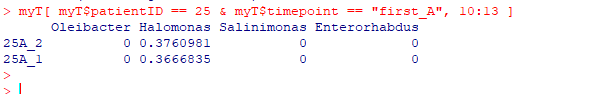 > myT[ myT$patientID == 25 & myT$timepoint == "first_A", 10:13 ]
      Oleibacter Halomonas Salinimonas Enterorhabdus
25A_2          0 0.3760981           0             0
25A_1          0 0.3666835           0             0
>
> |